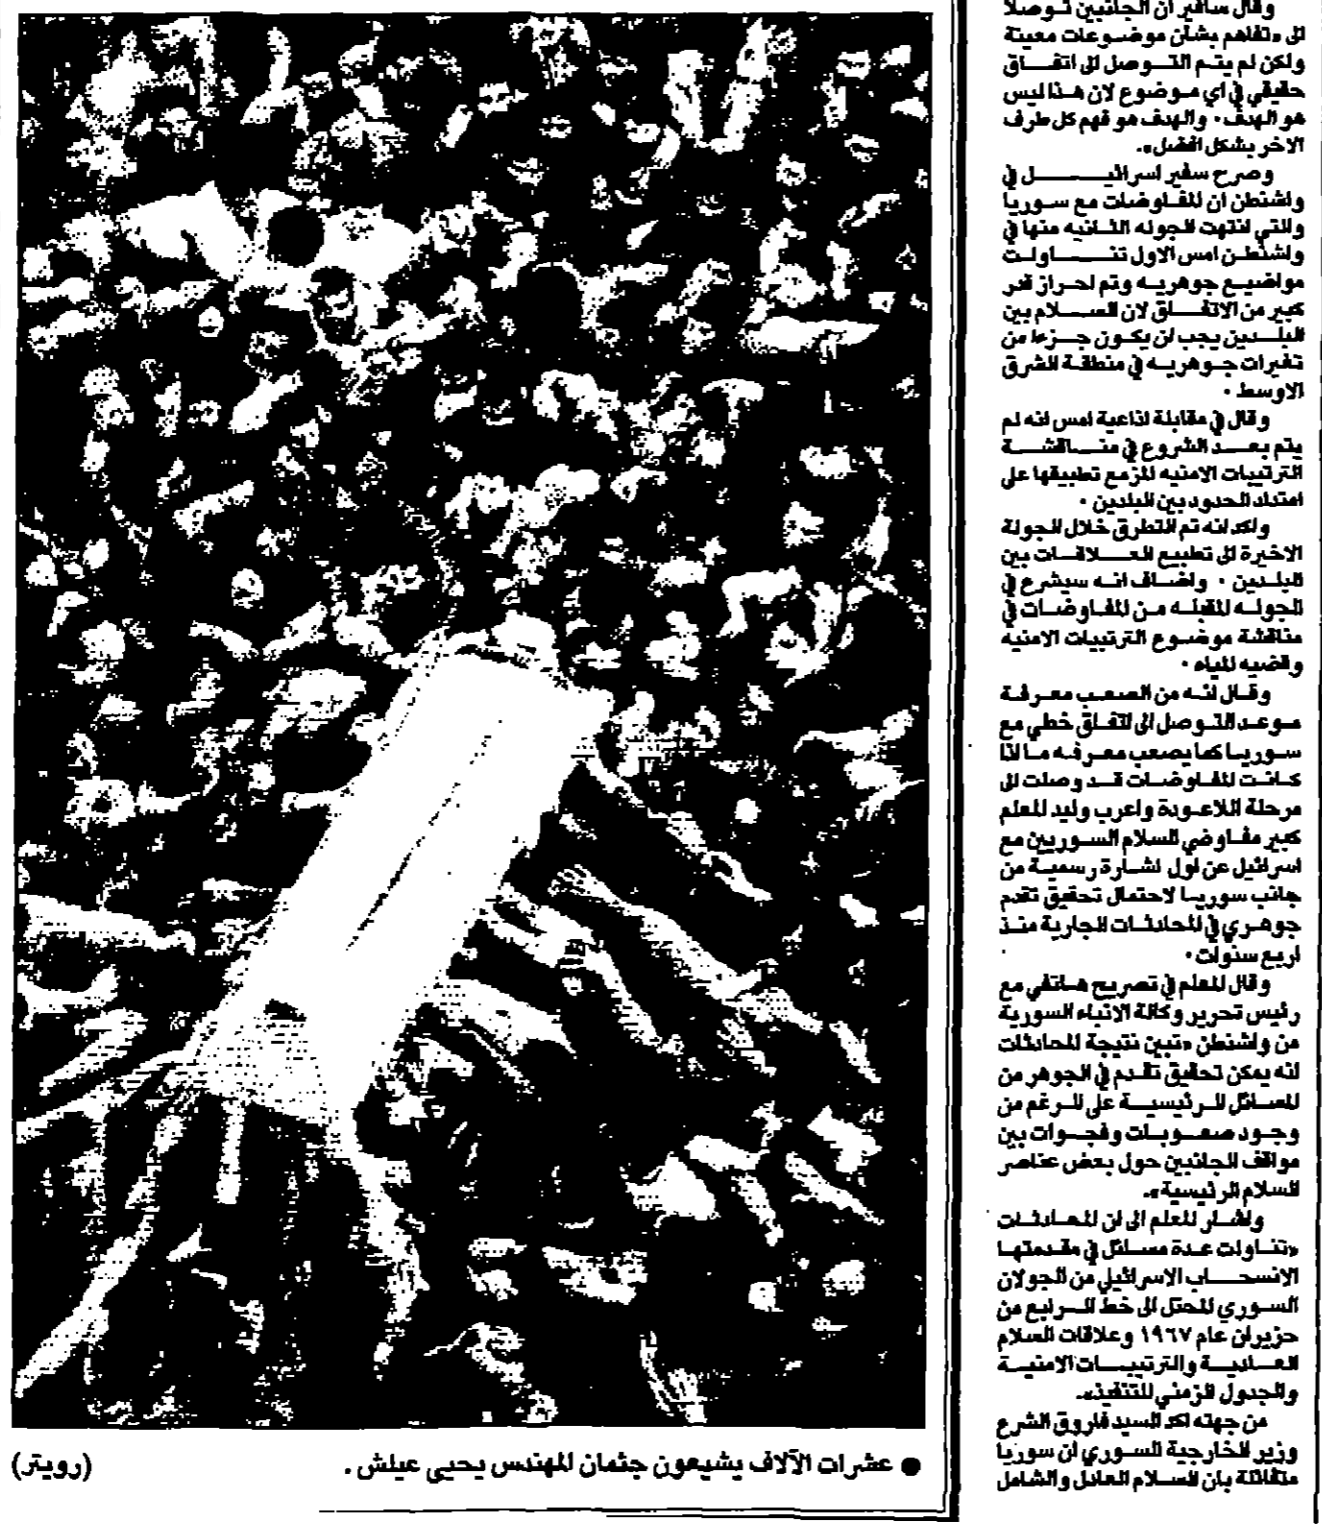 وقال سافير ان الجانبين توصلا
الى «تفاهم بشأن موضوعات معينة
ولكن لم يتم التوصل الى اتفاق
حقيقي في اي موضوع لان هذا ليس
هو الهدف٠ والهدف هو فهم كل طرف
الاخر بشكل افضل».
وصرح سفير اسرائيل في
واشنطن ان المفاوضات مع سوريا
والتي انتهت الجوله الثانيه منها في
واشنطن امس الاول تناولت
مواضيع جوهريه وتم احراز قدر
كبير من الاتفاق لان السلام بين
البلدين يجب ان يكون جزءا من
تغيرات جوهريه في منطقة الشرق
الاوسط ٠
وقال في مقابلة اذاعية امس انه لم
يتم بعد الشروع في مناقشة
الترتيبات الامنيه المزمع تطبيقها على
امتداد الحدود بين البلدين ٠
واكد انه تم التطرق خلال الجولة
الاخيرة الى تطبيع العلاقات بين
البلدين ٠ واضاف انه سيشرع في
الجوله المقبله من المفاوضات في
مناقشة موضوع الترتيبات الامنيه
وقضيه المياه ٠
وقال انه من الصعب معرفة
موعد التوصل الى اتفاق خطي مع
سوريا كما يصعب معرفه ما اذا
كانت المفاوضات قد وصلت الى
مرحلة اللاعودة واعرب وليد المعلم
كبير مفاوضي السلام السوريين مع
اسرائيل عن اول اشارة رسمية من
جانب سوريا لاحتمال تحقيق تقدم
جوهري في المحادثات الجارية منذ
اربع سنوات٠
وقال المعلم في تصريح هاتفي مع
رئيس تحرير وكالة الانباء السورية
من واشنطن «تبين نتيجة المحادثات
انه يمكن تحقيق تقدم في الجوهر من
المسائل الرئيسية على الرغم من
وجود صعوبات وفجوات بين
مواقف الجانبين حول بعض عناصر
السلام الرئيسية».
واشار المعلم الى ان المحادثات
«تناولت عدة مسائل في مقدمتها
الانسحاب الاسرائيلي من الجولان
السوري المحتل الى خط الرابع من
حزيران عام ١٩٦٧ وعلاقات السلام
العادية والترتيبات الامنية
والجدول الزمني للتنفيذ».
من جهته اكد السيد فاروق الشرع
وزير الخارجية السوري ان سوريا
متفائلة بان السلام العادل والشامل
● عشرات الآلاف يشيعون جثمان المهندس يحيى عياش .
(رويتر)